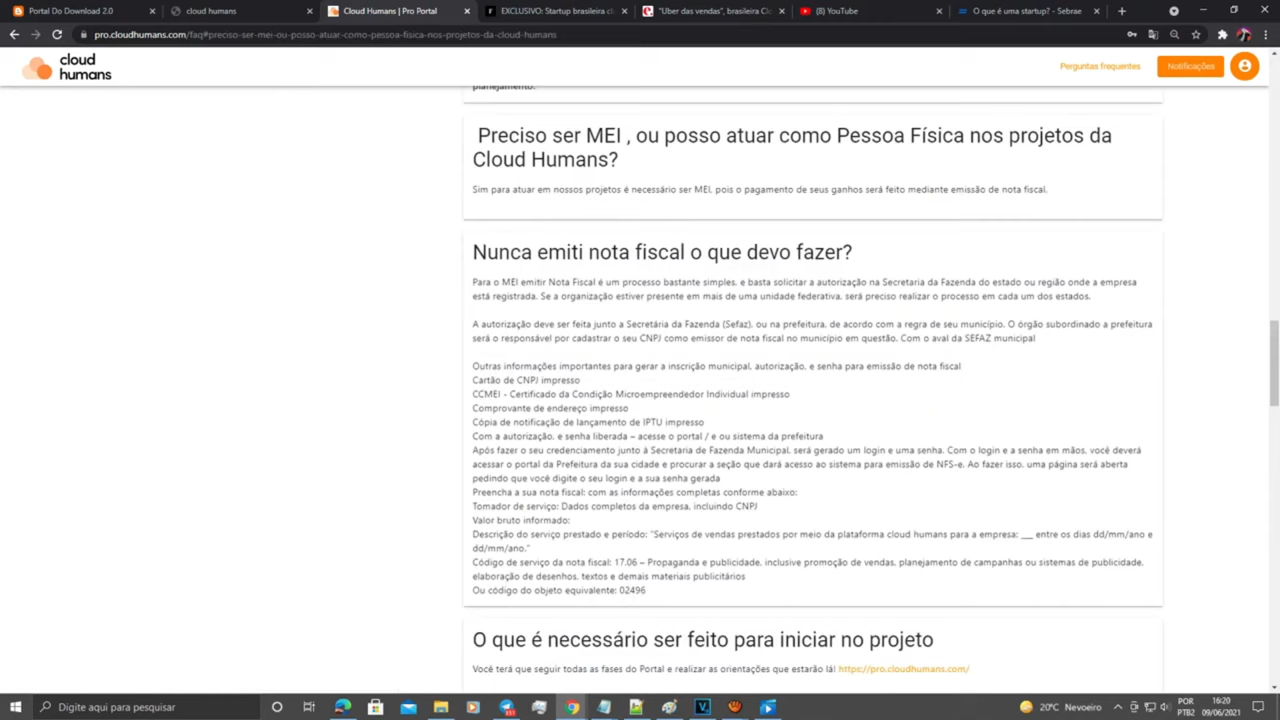 Portal Do Download 2.0
cloud humans
Cloud Humans | Pro Portal
EXCLUSIVO: Startup brasileira cl
"Uber das vendas", brasileira Clo
(8) YouTube
O que é uma startup? - Sebrae
pro.cloudhumans.com/faq#preciso-ser-mei-ou-posso-atuar-como-pessoa-fisica-nos-projetos-da-cloud-humans
cloud
humans
Perguntas frequentes
Notificações
planejamento.
Preciso ser MEI , ou posso atuar como Pessoa Física nos projetos da
Cloud Humans?
Sim para atuar em nossos projetos é necessário ser MEI, pois o pagamento de seus ganhos será feito mediante emissão de nota fiscal.
Nunca emiti nota fiscal o que devo fazer?
Para o MEI emitir Nota Fiscal é um processo bastante simples, e basta solicitar a autorização na Secretaria da Fazenda do estado ou região onde a empresa
está registrada. Se a organização estiver presente em mais de uma unidade federativa, será preciso realizar o processo em cada um dos estados.
A autorização deve ser feita junto a Secretária da Fazenda (Sefaz), ou na prefeitura, de acordo com a regra de seu município. O órgão subordinado a prefeitura
será o responsável por cadastrar o seu CNPJ como emissor de nota fiscal no município em questão. Com o aval da SEFAZ municipal
Outras informações importantes para gerar a inscrição municipal, autorização, e senha para emissão de nota fiscal
Cartão de CNPJ impresso
CCMEI - Certificado da Condição Microempreendedor Individual impresso
Comprovante de endereço impresso
Cópia de notificação de lançamento de IPTU impresso
Com a autorização, e senha liberada – acesse o portal / e ou sistema da prefeitura
Após fazer o seu credenciamento junto à Secretaria de Fazenda Municipal, será gerado um login e uma senha. Com o login e a senha em mãos, você deverá
acessar o portal da Prefeitura da sua cidade e procurar a seção que dará acesso ao sistema para emissão de NFS-e. Ao fazer isso, uma página será aberta
pedindo que você digite o seu login e a sua senha gerada
Preencha a sua nota fiscal: com as informações completas conforme abaixo:
Tomador de serviço: Dados completos da empresa, incluindo CNPJ
Valor bruto informado:
Descrição do serviço prestado e período: "Serviços de vendas prestados por meio da plataforma cloud humans para a empresa: ___ entre os dias dd/mm/ano e
dd/mm/ano."
Código de serviço da nota fiscal: 17.06 – Propaganda e publicidade, inclusive promoção de vendas, planejamento de campanhas ou sistemas de publicidade,
elaboração de desenhos, textos e demais materiais publicitários
Ou código do objeto equivalente: 02496
O que é necessário ser feito para iniciar no projeto
Você terá que seguir todas as fases do Portal e realizar as orientações que estarão lá! https://pro.cloudhumans.com/
Digite aqui para pesquisar
20°C Nevoeiro
POR
PTB2
16:20
09/06/2021